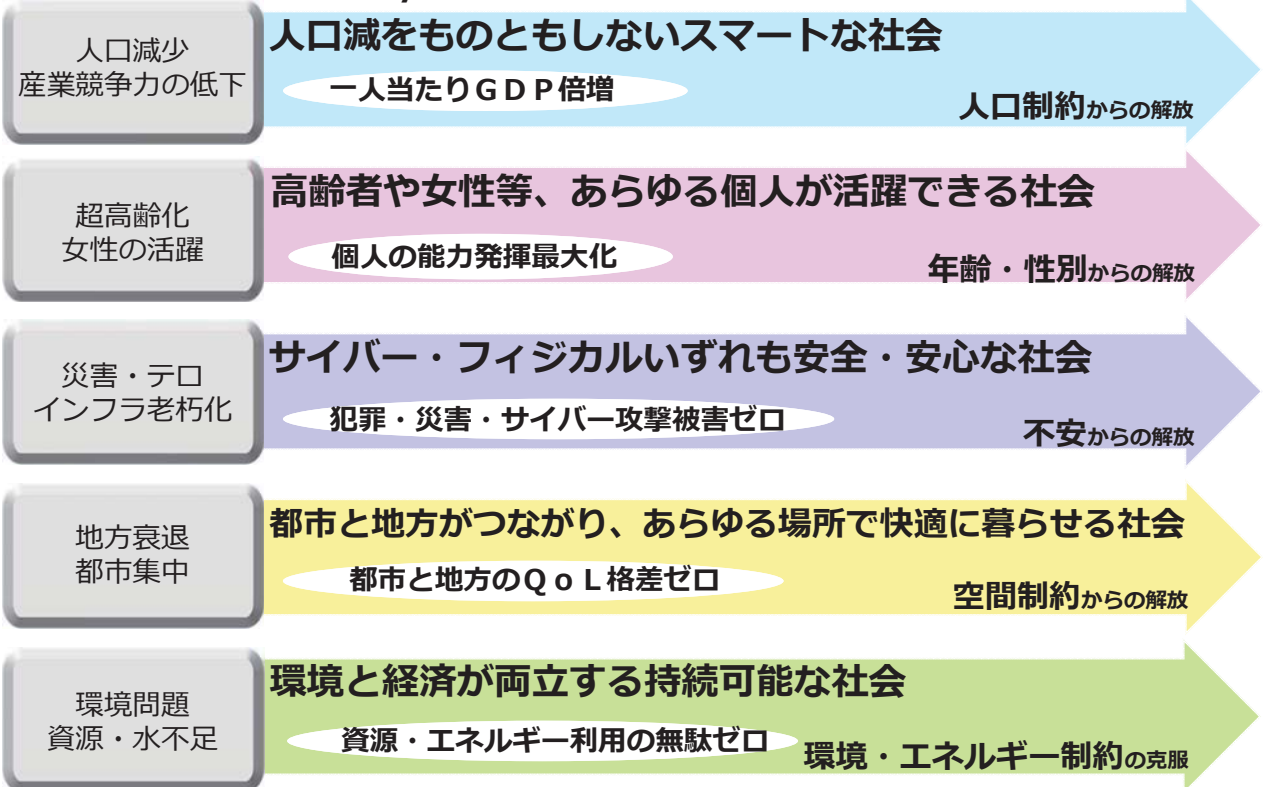 人口減少
産業競争力の低下
人口減をものともしないスマートな社会
一人当たりGDP倍増
人口制約からの解放
超高齢化
女性の活躍
高齢者や女性等、あらゆる個人が活躍できる社会
個人の能力発揮最大化
年齢・性別からの解放
災害・テロ
インフラ老朽化
サイバー・フィジカルいずれも安全・安心な社会
犯罪・災害・サイバー攻撃被害ゼロ
不安からの解放
地方衰退
都市集中
都市と地方がつながり、あらゆる場所で快適に暮らせる社会
都市と地方のQoL格差ゼロ
空間制約からの解放
環境問題
資源・水不足
環境と経済が両立する持続可能な社会
資源・エネルギー利用の無駄ゼロ
環境・エネルギー制約の克服